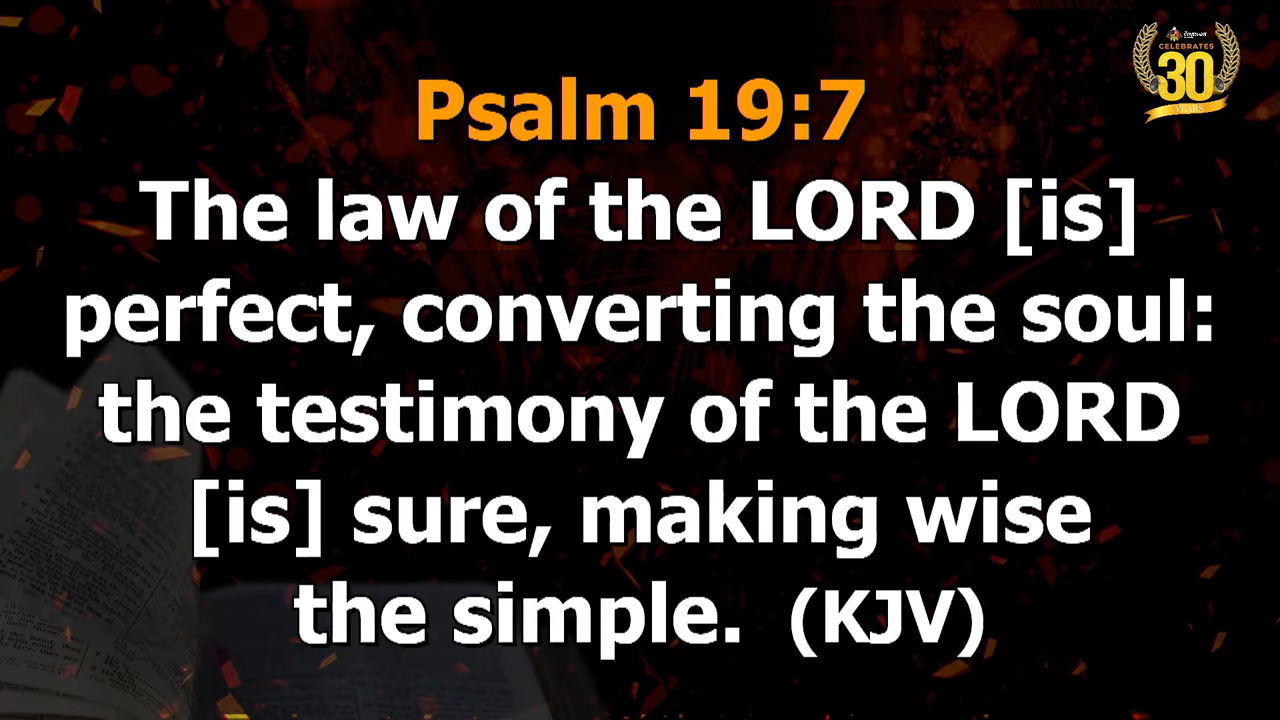 Psalm 19:7
The law of the LORD [is]
perfect, converting the soul:
the testimony of the LORD
[is] sure, making wise
the simple. (KJV)
CELEBRATES
30
YEARS